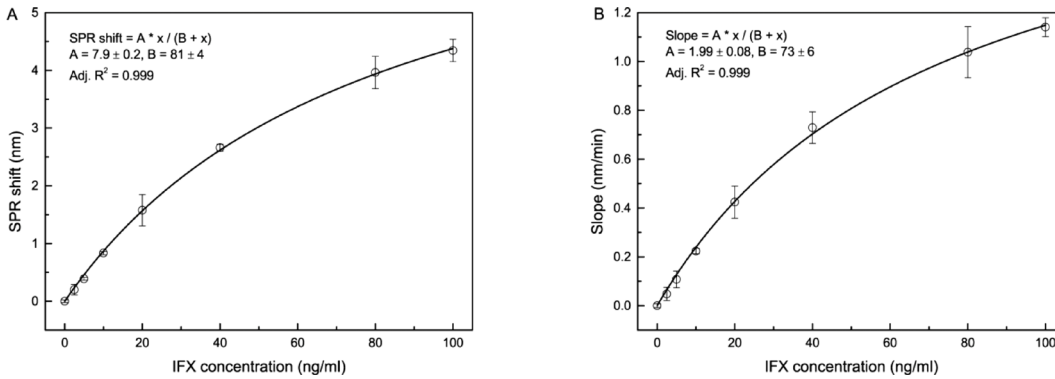 A
SPR shift = A * x / (B + x)
A = 7.9 ± 0.2, B = 81 ± 4
Adj. R² = 0.999
5
4
3
2
1
0
SPR shift (nm)
0 20 40 60 80 100
IFX concentration (ng/ml)
B
Slope = A * x / (B + x)
A = 1.99 ± 0.08, B = 73 ± 6
Adj. R² = 0.999
1.2
1.0
0.8
0.6
0.4
0.2
0.0
Slope (nm/min)
0 20 40 60 80 100
IFX concentration (ng/ml)